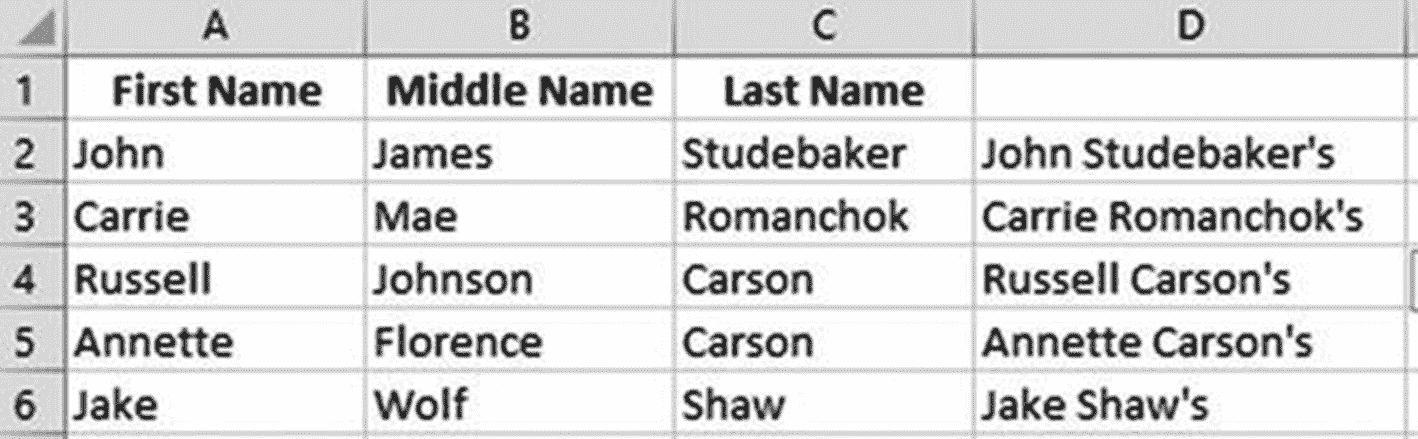 A B C D
1 First Name Middle Name Last Name
2 John James Studebaker John Studebaker's
3 Carrie Mae Romanchok Carrie Romanchok's
4 Russell Johnson Carson Russell Carson's
5 Annette Florence Carson Annette Carson's
6 Jake Wolf Shaw Jake Shaw's